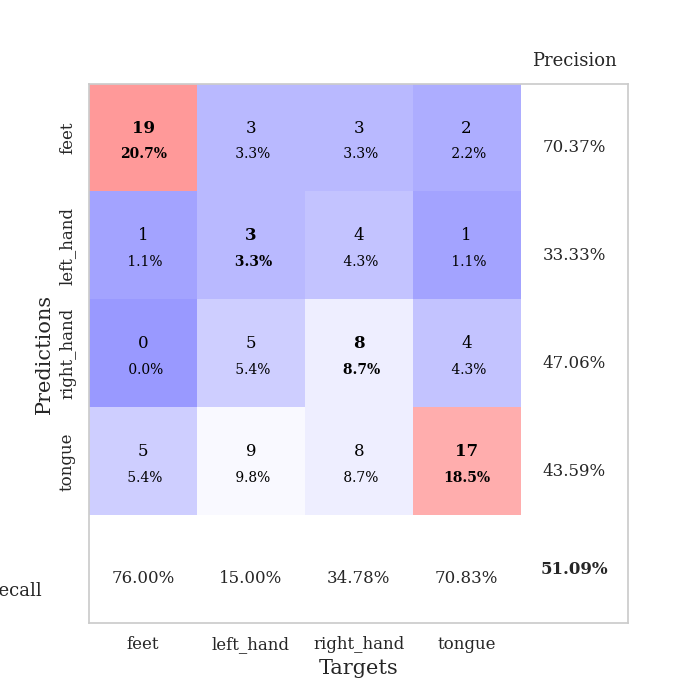 Precision
feet
19 3 3 2
20.7% 3.3% 3.3% 2.2%
70.37%
left_hand
1 3 4 1
1.1% 3.3% 4.3% 1.1%
33.33%
right_hand
0 5 8 4
0.0% 5.4% 8.7% 4.3%
47.06%
tongue
5 9 8 17
5.4% 9.8% 8.7% 18.5%
43.59%
Predictions
ecall
76.00% 15.00% 34.78% 70.83% 51.09%
feet left_hand right_hand tongue
Targets